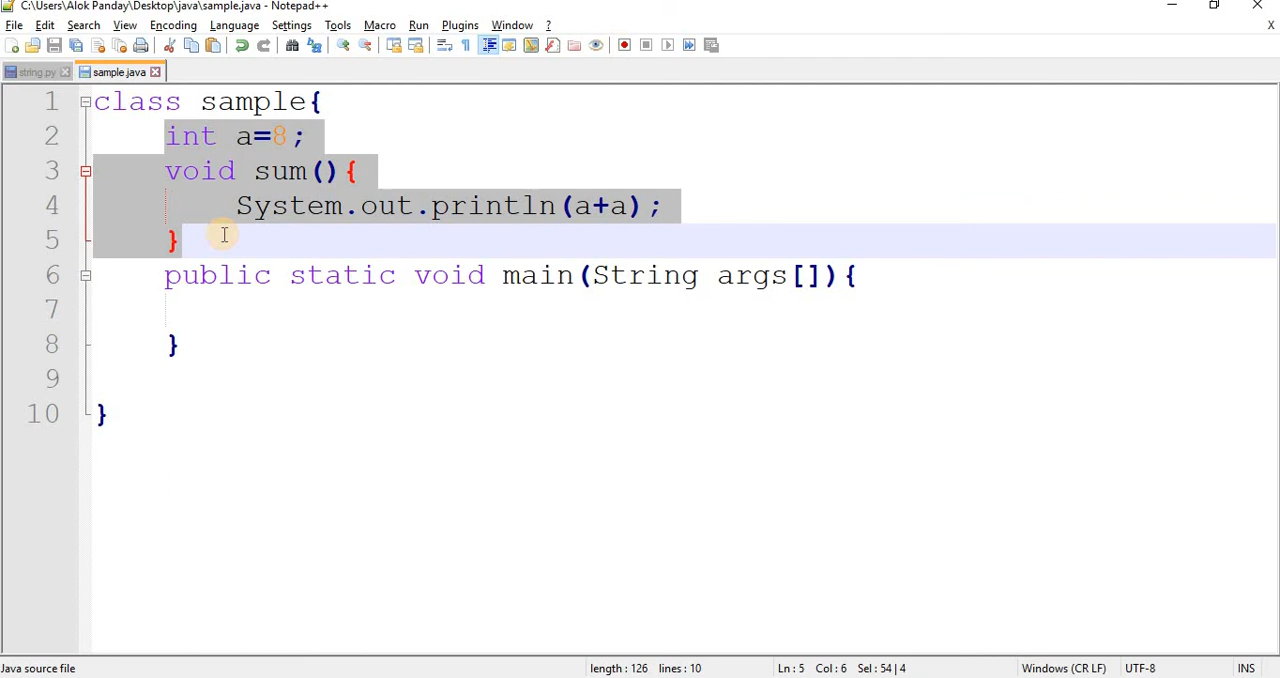 C:\Users\Alok Panday\Desktop\java\sample.java - Notepad++
File Edit Search View Encoding Language Settings Tools Macro Run Plugins Window ?
X
string.py sample.java
1 class sample{
2 int a=8;
3 void sum(){
4 System.out.println(a+a);
5 }
6 public static void main(String args[]){
7
8 }
9
10 }
Java source file length : 126 lines : 10 Ln : 5 Col : 6 Sel : 54 | 4 Windows (CR LF) UTF-8 INS